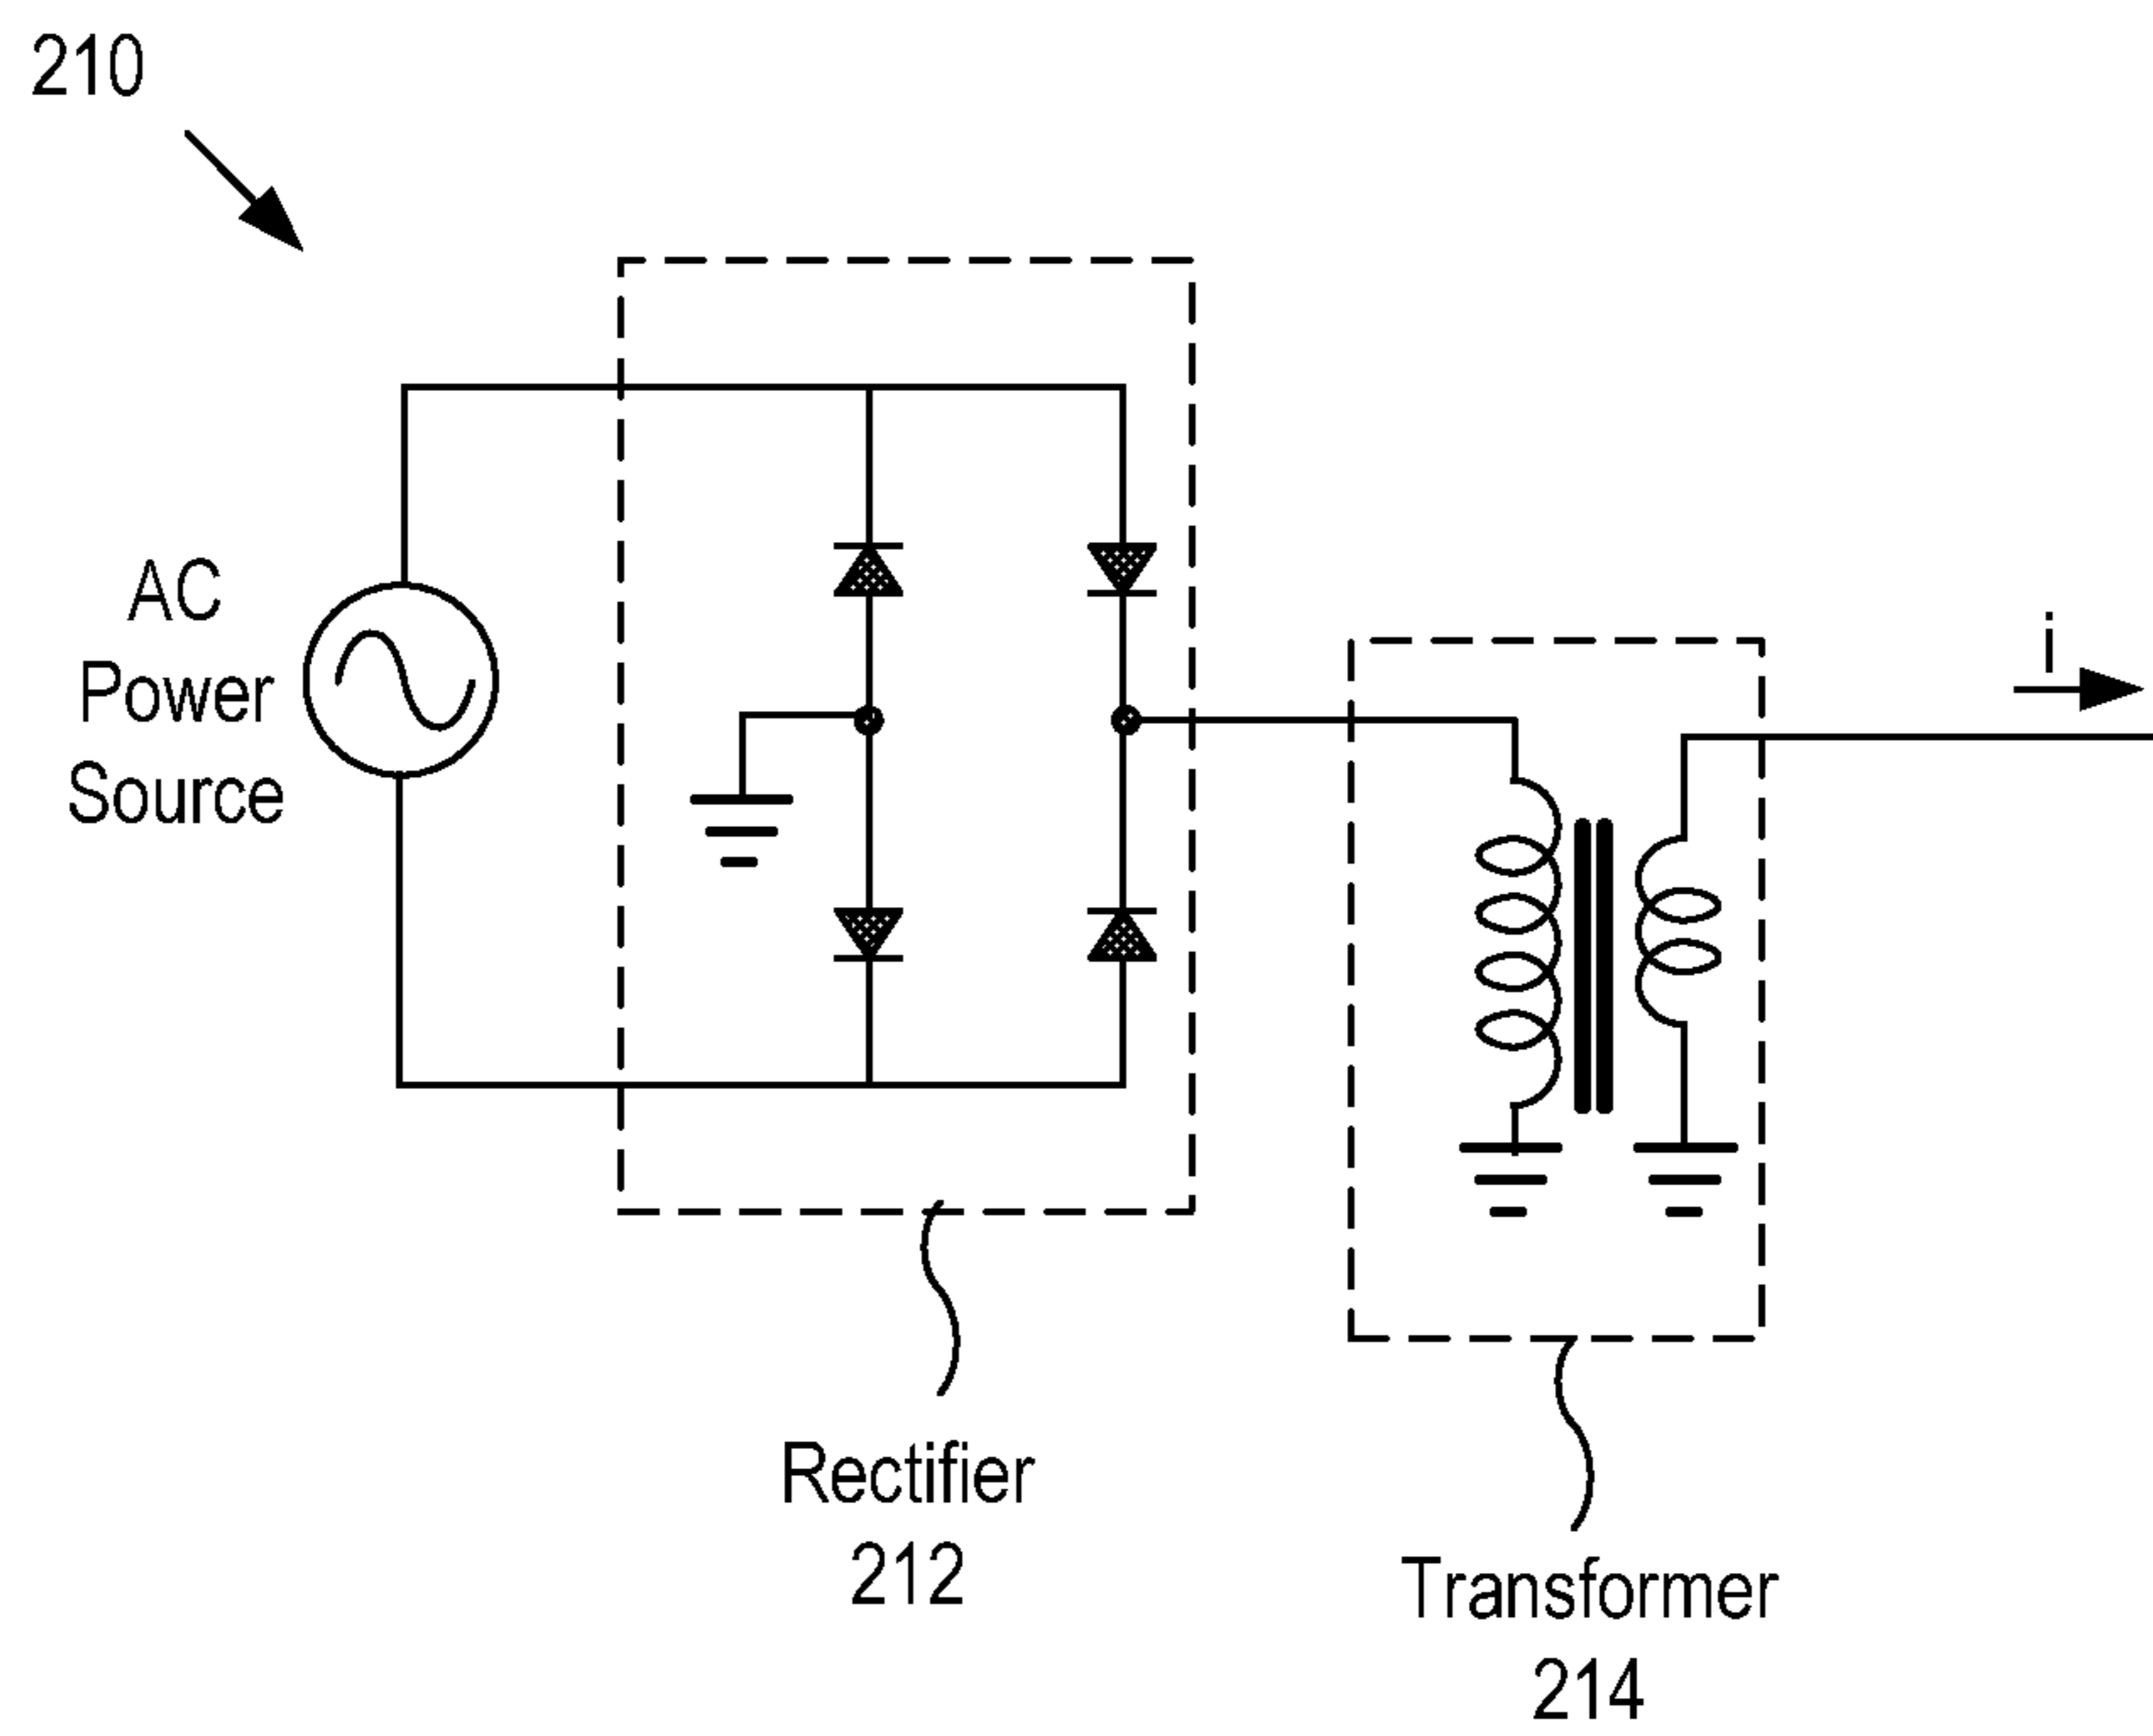 210
AC
Power
Source
i
Rectifier
212
Transformer
214